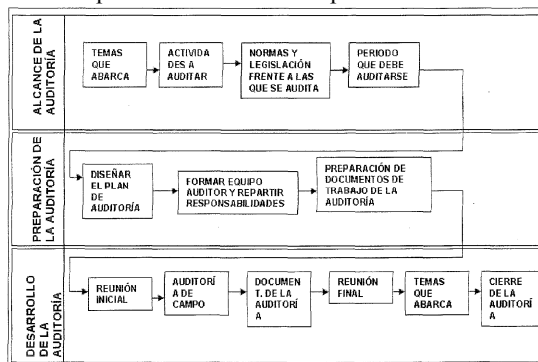 ALCANCE DE LA
AUDITORÍA
TEMAS
QUE
ABARCA
ACTIVIDA
DES A
AUDITAR
NORMAS Y
LEGISLACIÓN
FRENTE A LAS
QUE SE AUDITA
PERIODO
QUE DEBE
AUDITARSE
PREPARACIÓN DE
LA AUDITORÍA
DISEÑAR
EL PLAN
DE
AUDITORÍA
FORMAR EQUIPO
AUDITOR Y REPARTIR
RESPONSABILIDADES
PREPARACIÓN DE
DOCUMENTOS DE
TRABAJO DE LA
AUDITORÍA
DESARROLLO
DE LA
AUDITORÍA
REUNIÓN
INICIAL
AUDITORÍ
A DE
CAMPO
DOCUMEN
T. DE LA
AUDITORÍ
A
REUNIÓN
FINAL
TEMAS
QUE
ABARCA
CIERRE
DE LA
AUDITORÍ
A